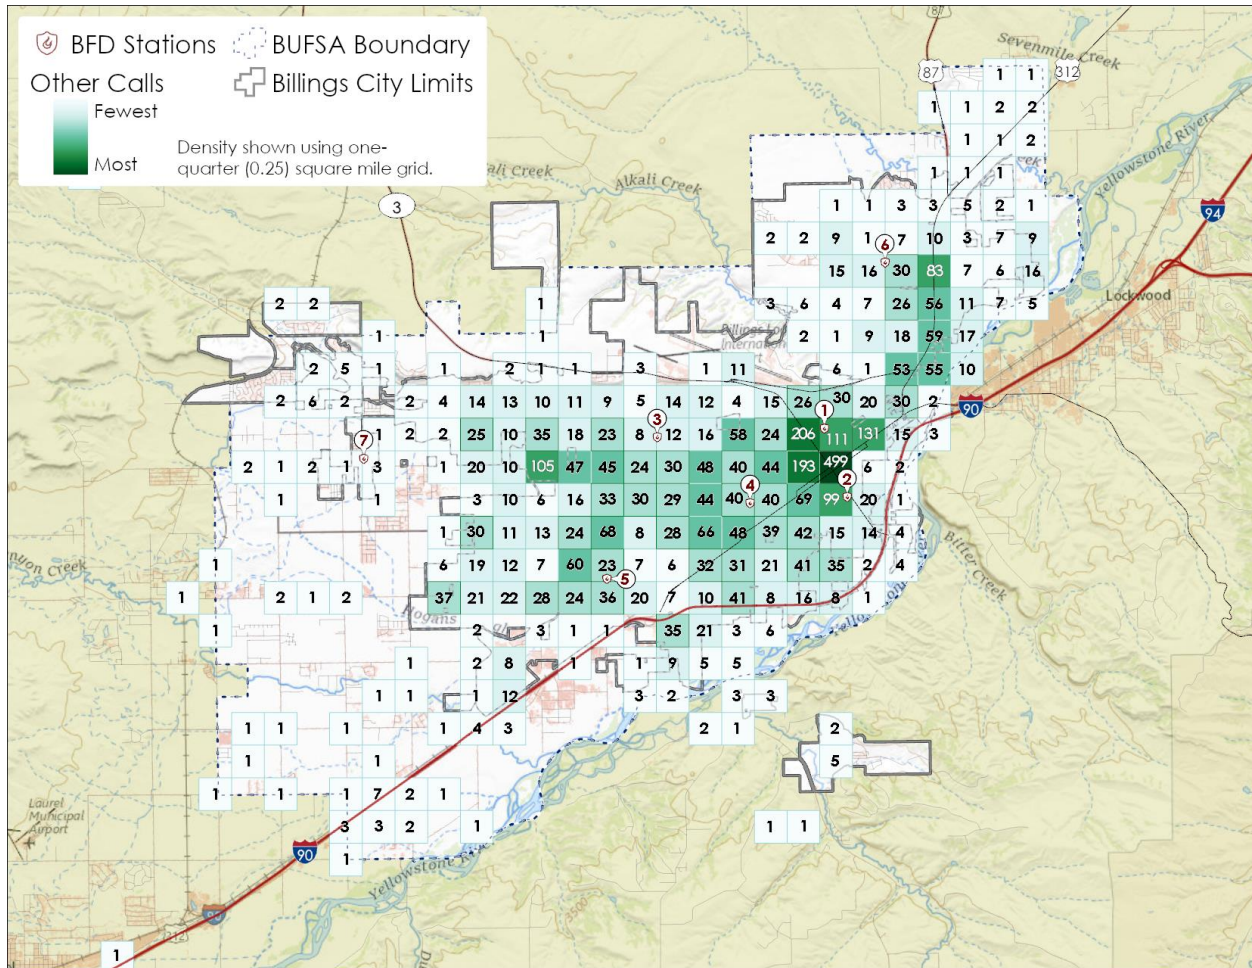 BFD Stations
BUFSA Boundary
Other Calls
Billings City Limits
Fewest
Most
Density shown using one-
quarter (0.25) square mile grid.
87
Sevenmile Creek
87 312
1 1
1 1 2 2
Yellowstone River
1 1 2
Alkali Creek
1 1 1
3
94
1 1 3 3 5 2 1
2 2 9 1 7 10 3 7 9
6
15 16 30 83 7 6 16
Lockwood
2 2 1 3 6 4 7 26 56 11 7 5
1 1 2 1 9 18 59 17
2 5 1 1 2 1 1 3 1 11 6 1 53 55 10
2 6 2 2 4 14 13 10 11 9 5 14 12 4 15 26 30 20 30 2
90
7 3 1
1 2 2 25 10 35 18 23 8 12 16 58 24 206 111 131 15 3
2 1 2 1 3 1 20 10 105 47 45 24 30 48 40 44 193 499 6 2
4 2
1 1 3 10 6 16 33 30 29 44 40 40 69 99 20 1
1 30 11 13 24 68 8 28 66 48 39 42 15 14 4
Bitter Creek
1 6 19 12 7 60 23 7 6 32 31 21 41 35 2 4
5
1 2 1 2 37 21 22 28 24 36 20 7 10 41 8 16 8 1
1 2 3 1 1 35 21 3 6
1 2 8 1 1 9 5 5
1 1 1 12 3 2 3 3
1 1 1 1 4 3 2 1 2
1 1 5
1 1 1 7 2 1
Laurel
Municipal
Airport
3 3 2 1 1 1
90
1
Yellowstone River
3500
312
1